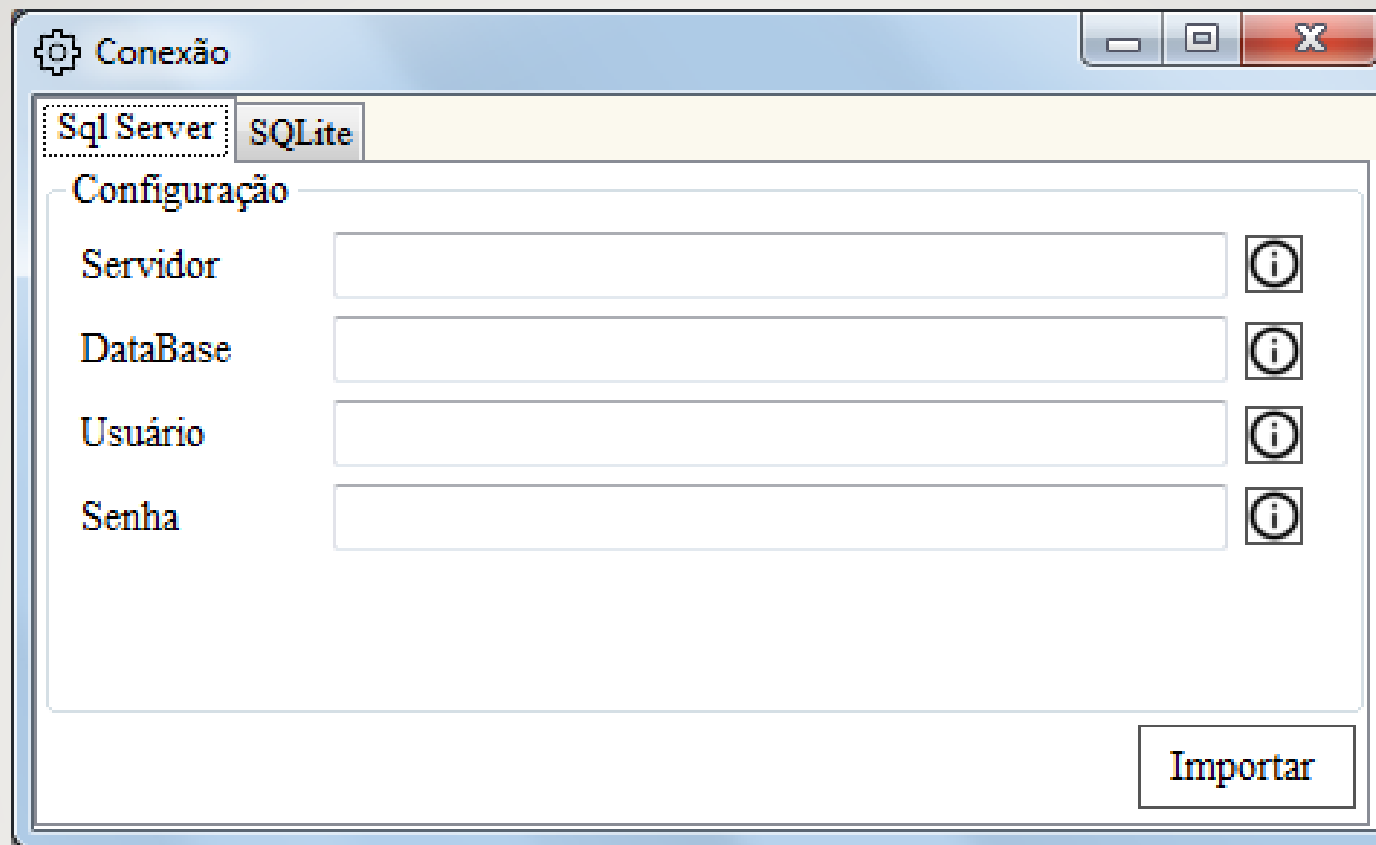 Conexão
Sql Server SQLite
Configuração
Servidor
DataBase
Usuário
Senha
Importar